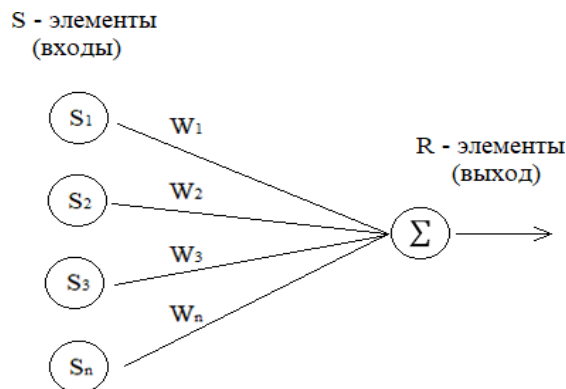 S - элементы
(входы)
S₁
W₁
R - элементы
(выход)
S₂
W₂
Σ
S₃
W₃
Wₙ
Sₙ